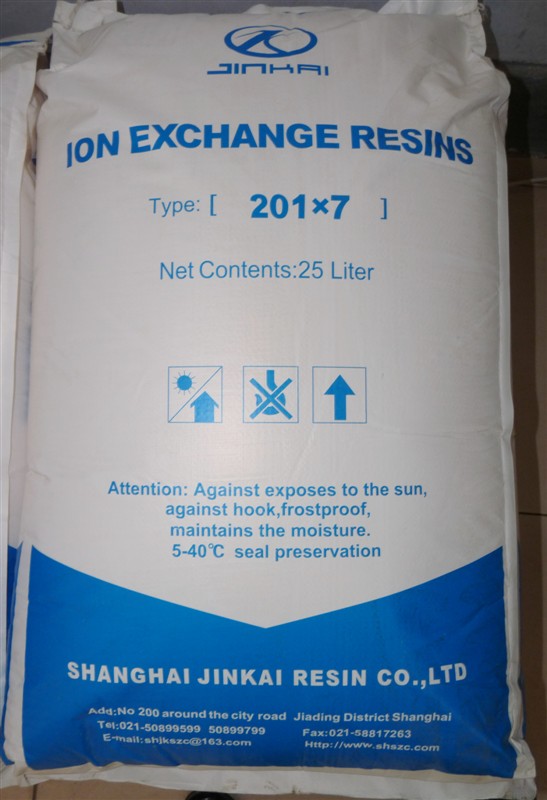 JINKAI
ION EXCHANGE RESINS
Type: [ 201×7 ]
Net Contents:25 Liter
Attention: Against exposes to the sun,
against hook,frostproof,
maintains the moisture.
5-40℃ seal preservation
SHANGHAI JINKAI RESIN CO.,LTD
Add:No 200 around the city road Jiading District Shanghai
Tel:021-50899599 50899799 Fax:021-58817263
E-mail:shjkszc@163.com Http://www.shszc.com